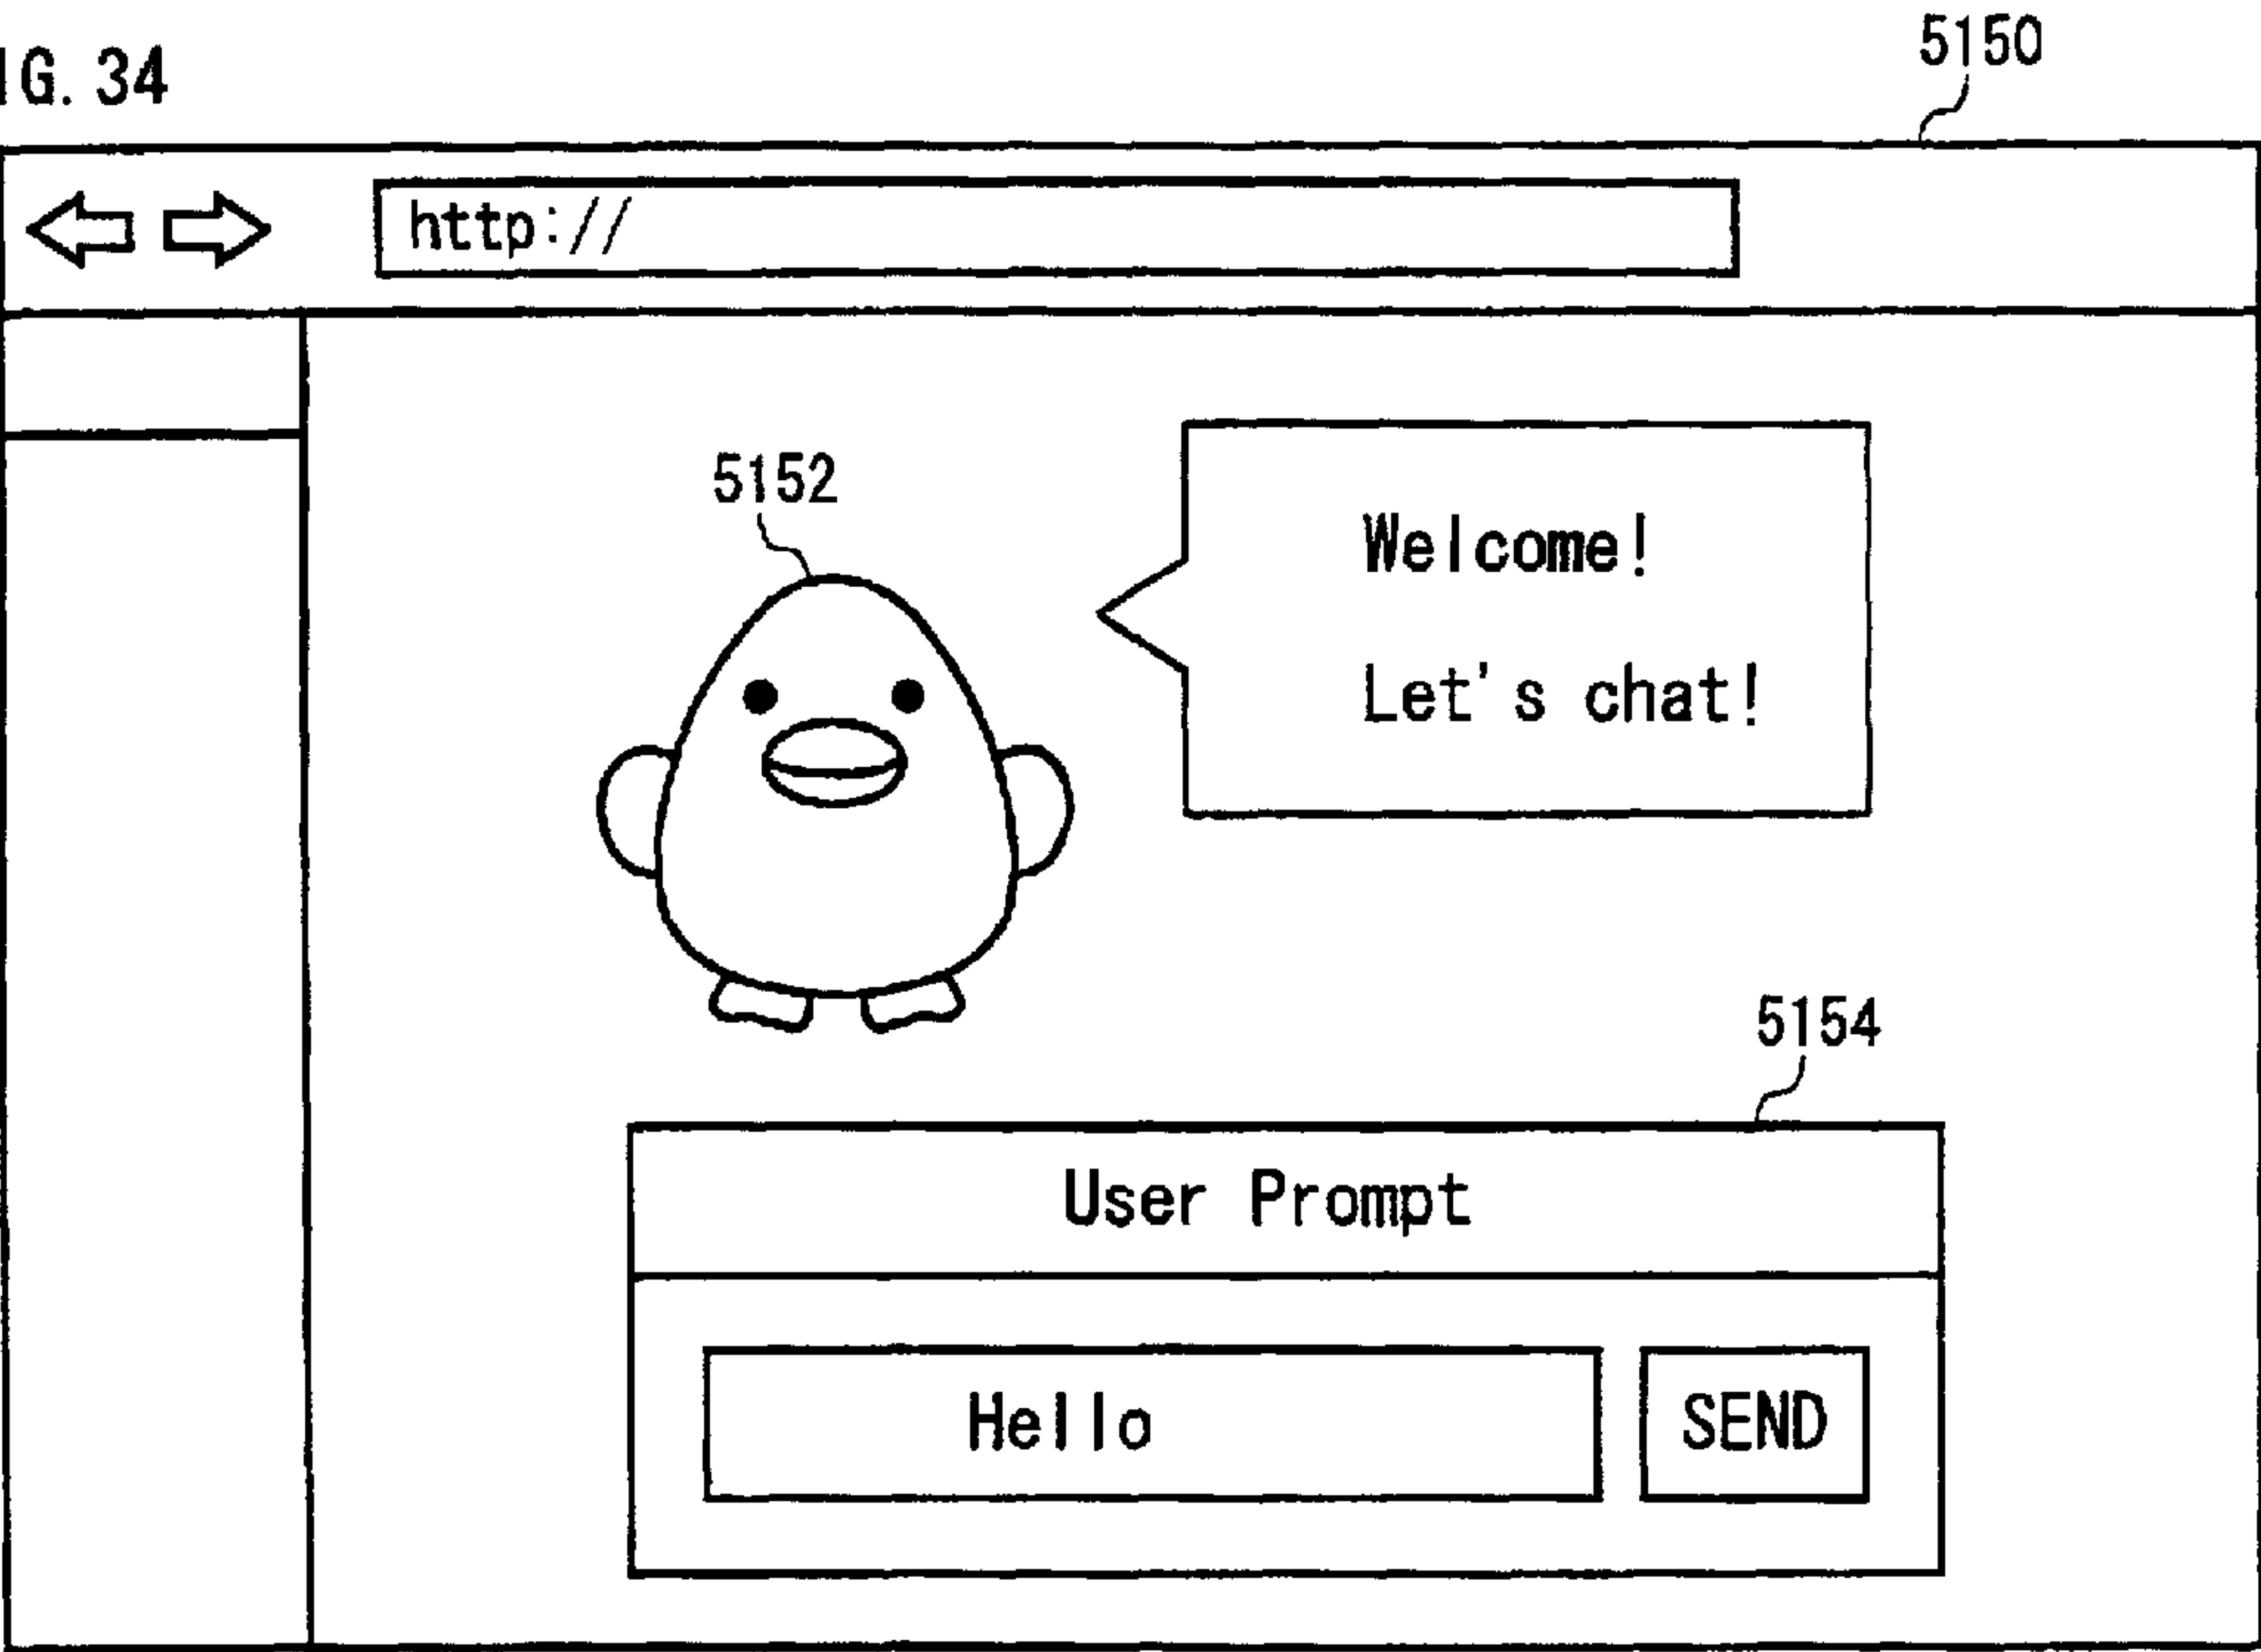 IG. 34
5150
http://
5152
Welcome!
Let's chat!
5154
User Prompt
Hello
SEND